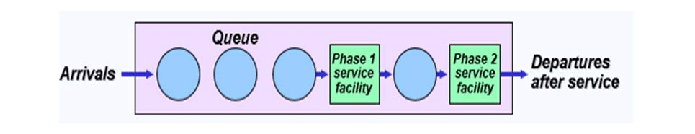 Queue
Arrivals
Phase 1
service
facility
Phase 2
service
facility
Departures
after service